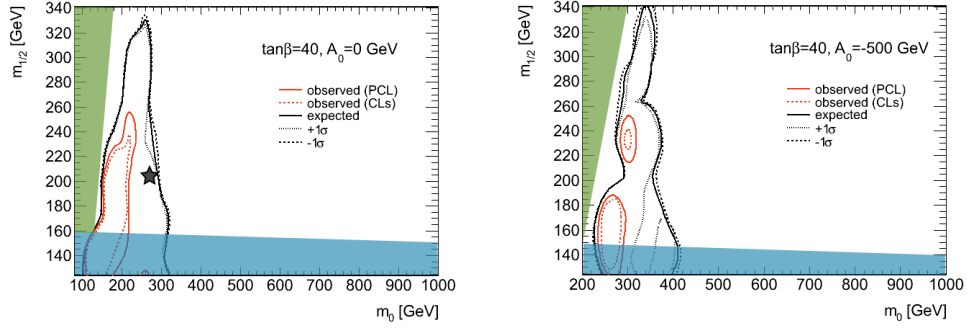 m1/2 [GeV]
340
320
300
280
260
240
220
200
180
160
140
tanβ=40, A0=0 GeV
observed (PCL)
observed (CLs)
expected
+1σ
-1σ
100 200 300 400 500 600 700 800 900 1000
m0 [GeV]
m1/2 [GeV]
340
320
300
280
260
240
220
200
180
160
140
tanβ=40, A0=-500 GeV
observed (PCL)
observed (CLs)
expected
+1σ
-1σ
200 300 400 500 600 700 800 900 1000
m0 [GeV]